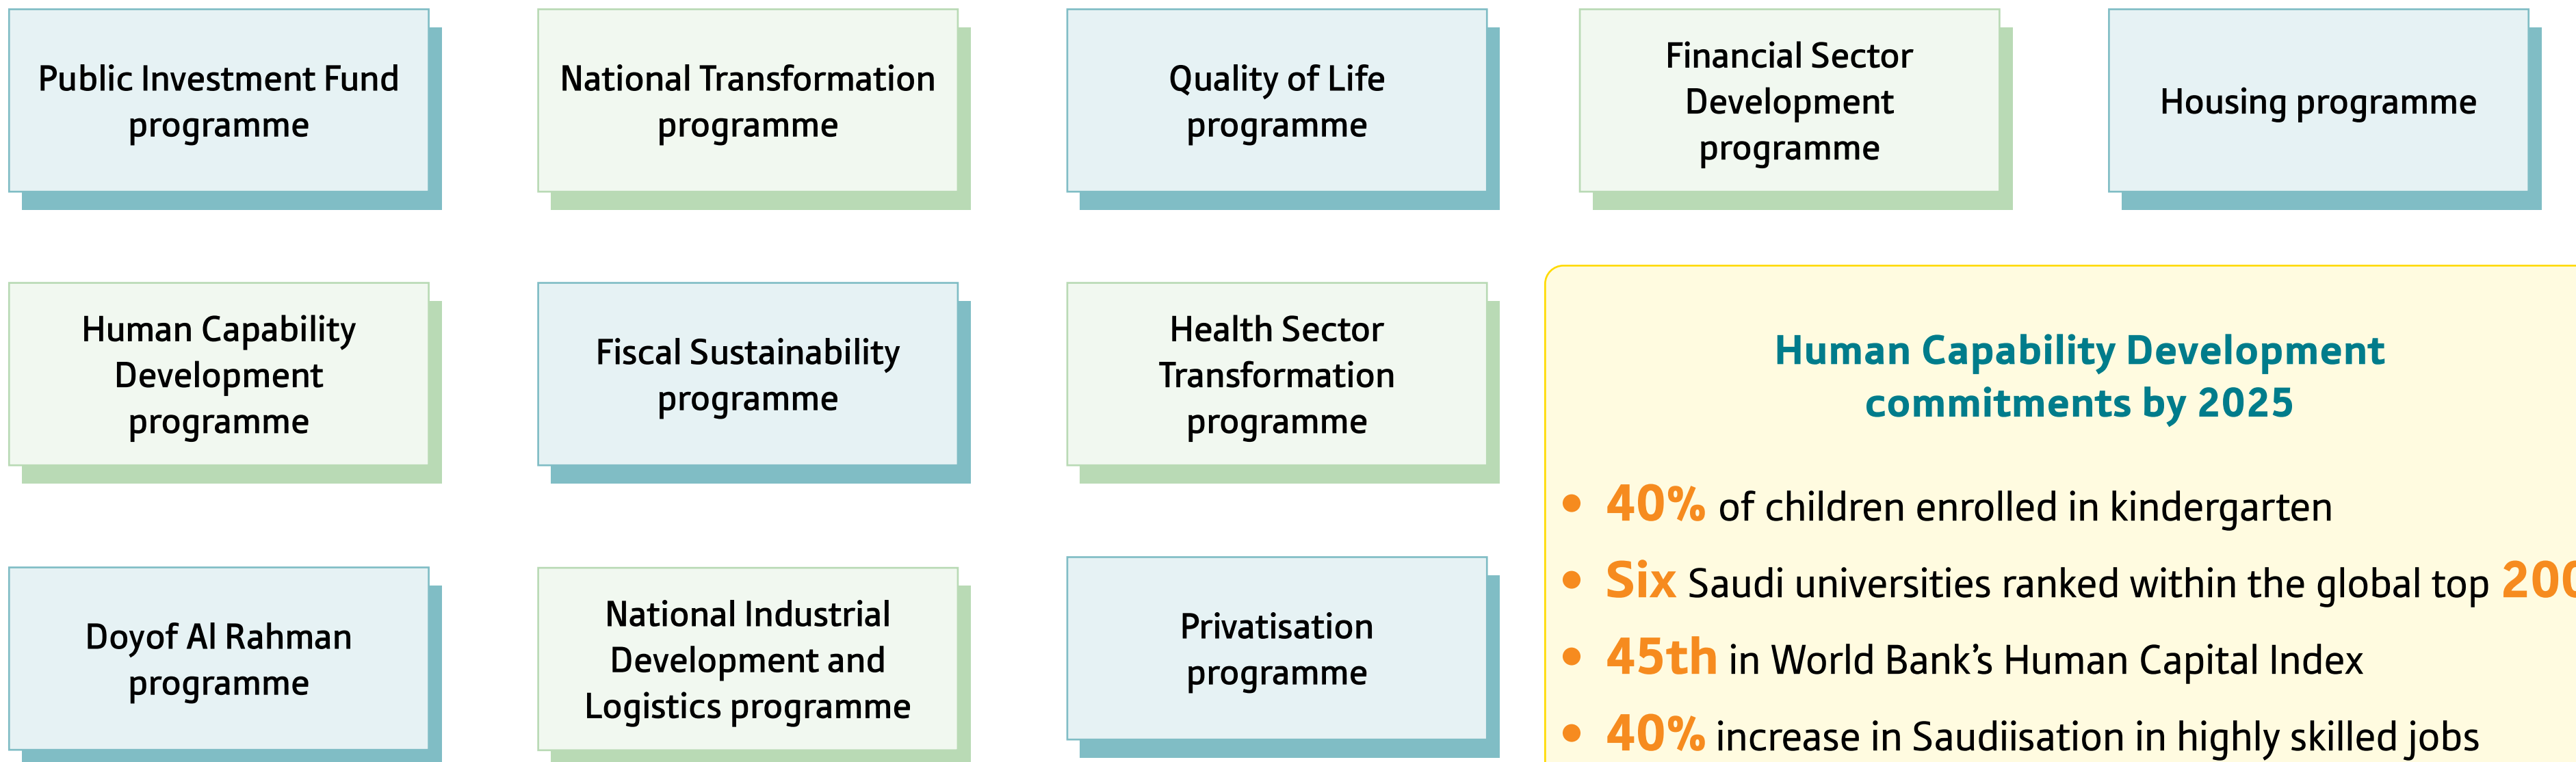 Public Investment Fund
programme
National Transformation
programme
Quality of Life
programme
Financial Sector
Development
programme
Housing programme
Human Capability
Development
programme
Fiscal Sustainability
programme
Health Sector
Transformation
programme
Doyof Al Rahman
programme
National Industrial
Development and
Logistics programme
Privatisation
programme
Human Capability Development
commitments by 2025
• 40% of children enrolled in kindergarten
• Six Saudi universities ranked within the global top 200
• 45th in World Bank’s Human Capital Index
• 40% increase in Saudiisation in highly skilled jobs